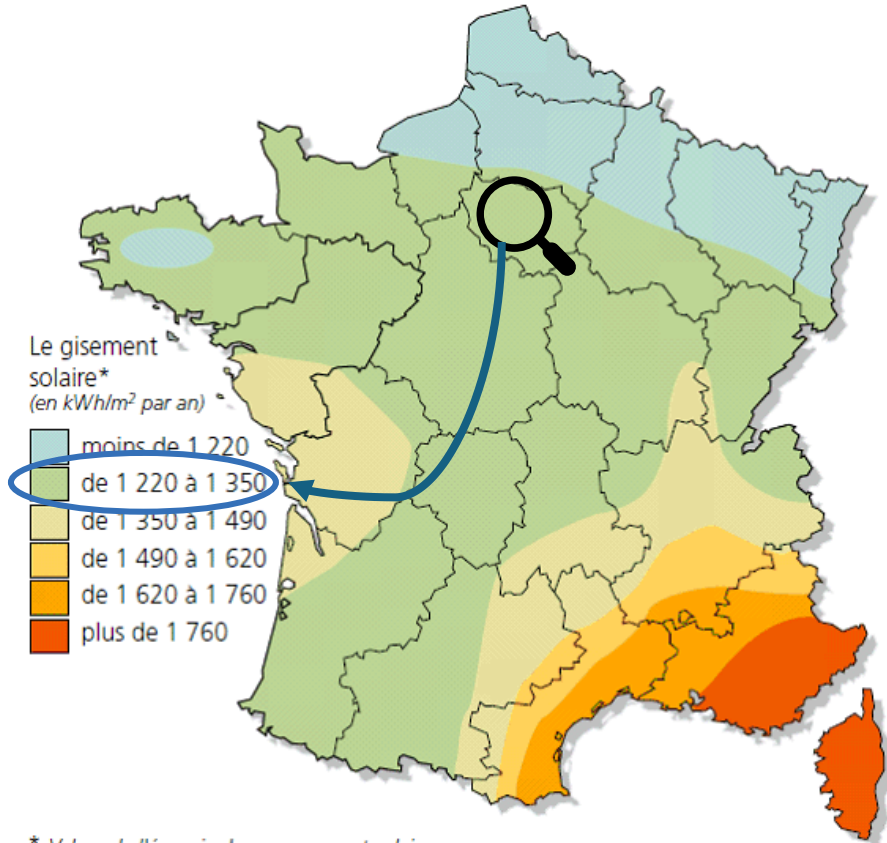 Le gisement
solaire*
(en kWh/m² par an)
moins de 1 220
de 1 220 à 1 350
de 1 350 à 1 490
de 1 490 à 1 620
de 1 620 à 1 760
plus de 1 760
*